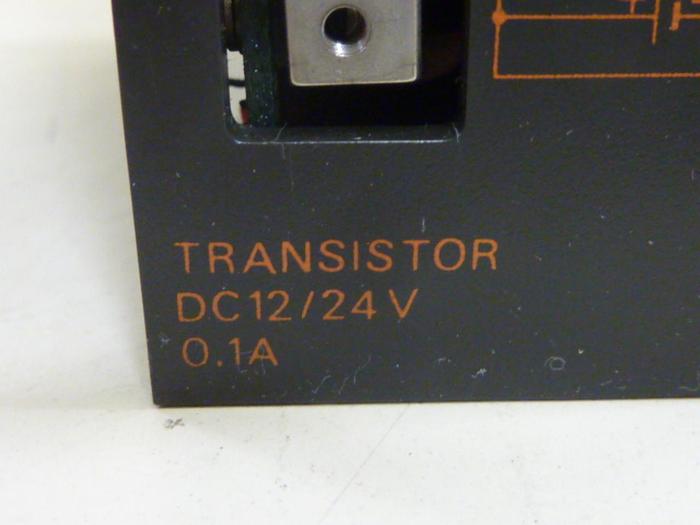 TRANSISTOR
DC12/24V
0.1A